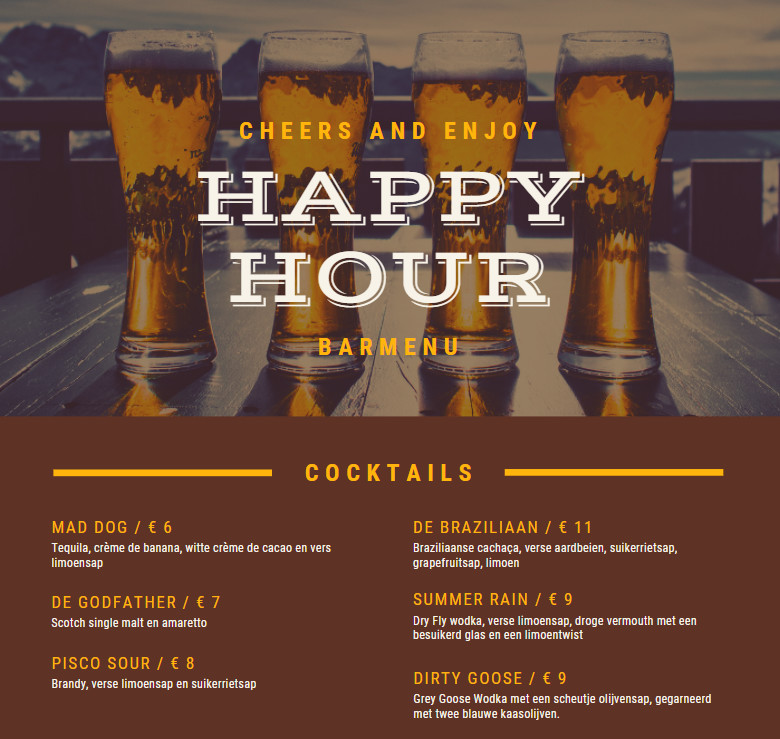 CHEERS AND ENJOY
HAPPY
HOUR
BARMENU
COCKTAILS
MAD DOG / € 6
Tequila, crème de banana, witte crème de cacao en vers
limoensap
DE GODFATHER / € 7
Scotch single malt en amaretto
PISCO SOUR / € 8
Brandy, verse limoensap en suikerrietsap
DE BRAZILIAAN / € 11
Braziliaanse cachaça, verse aardbeien, suikerrietsap,
grapefruitsap, limoen
SUMMER RAIN / € 9
Dry Fly wodka, verse limoensap, droge vermouth met een
besuikerd glas en een limoentwist
DIRTY GOOSE / € 9
Grey Goose Wodka met een scheutje olijvensap, gegarneerd
met twee blauwe kaasolijven.